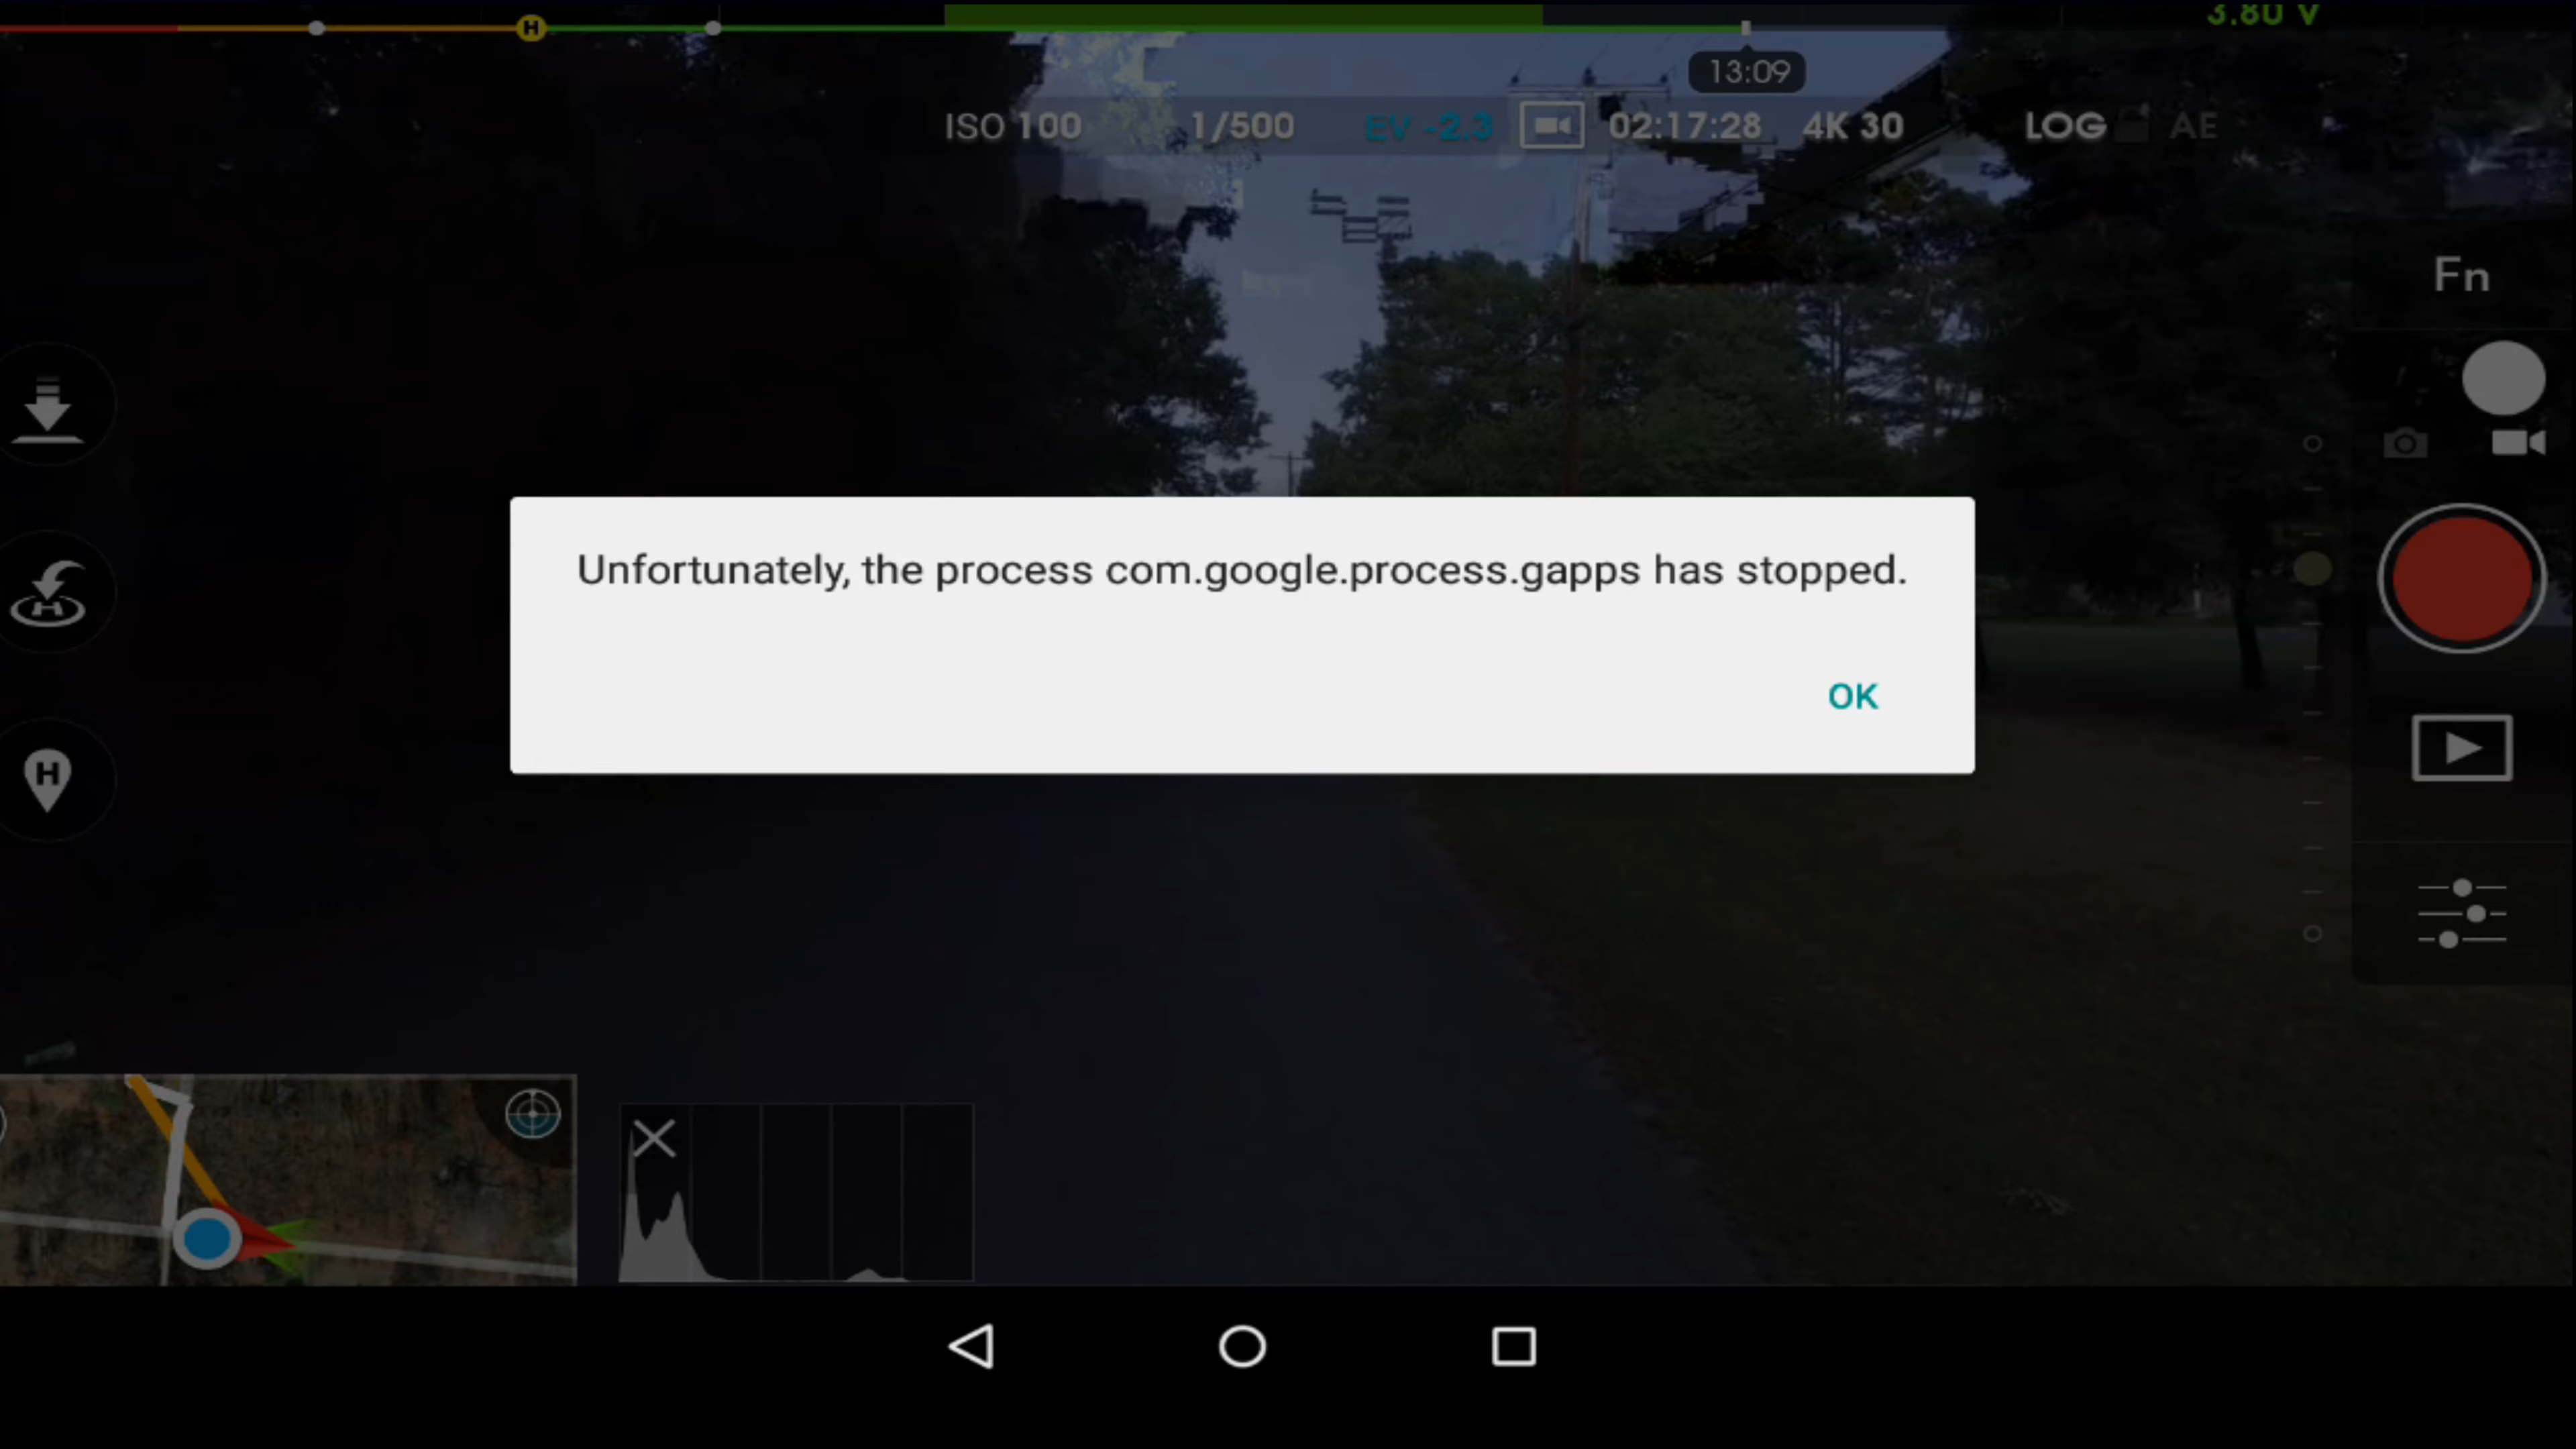 3.80 V
H
13:09
ISO 100 1/500 EV -2.3 02:17:28 4K 30 LOG AE
Fn
Unfortunately, the process com.google.process.gapps has stopped.
OK
H
H